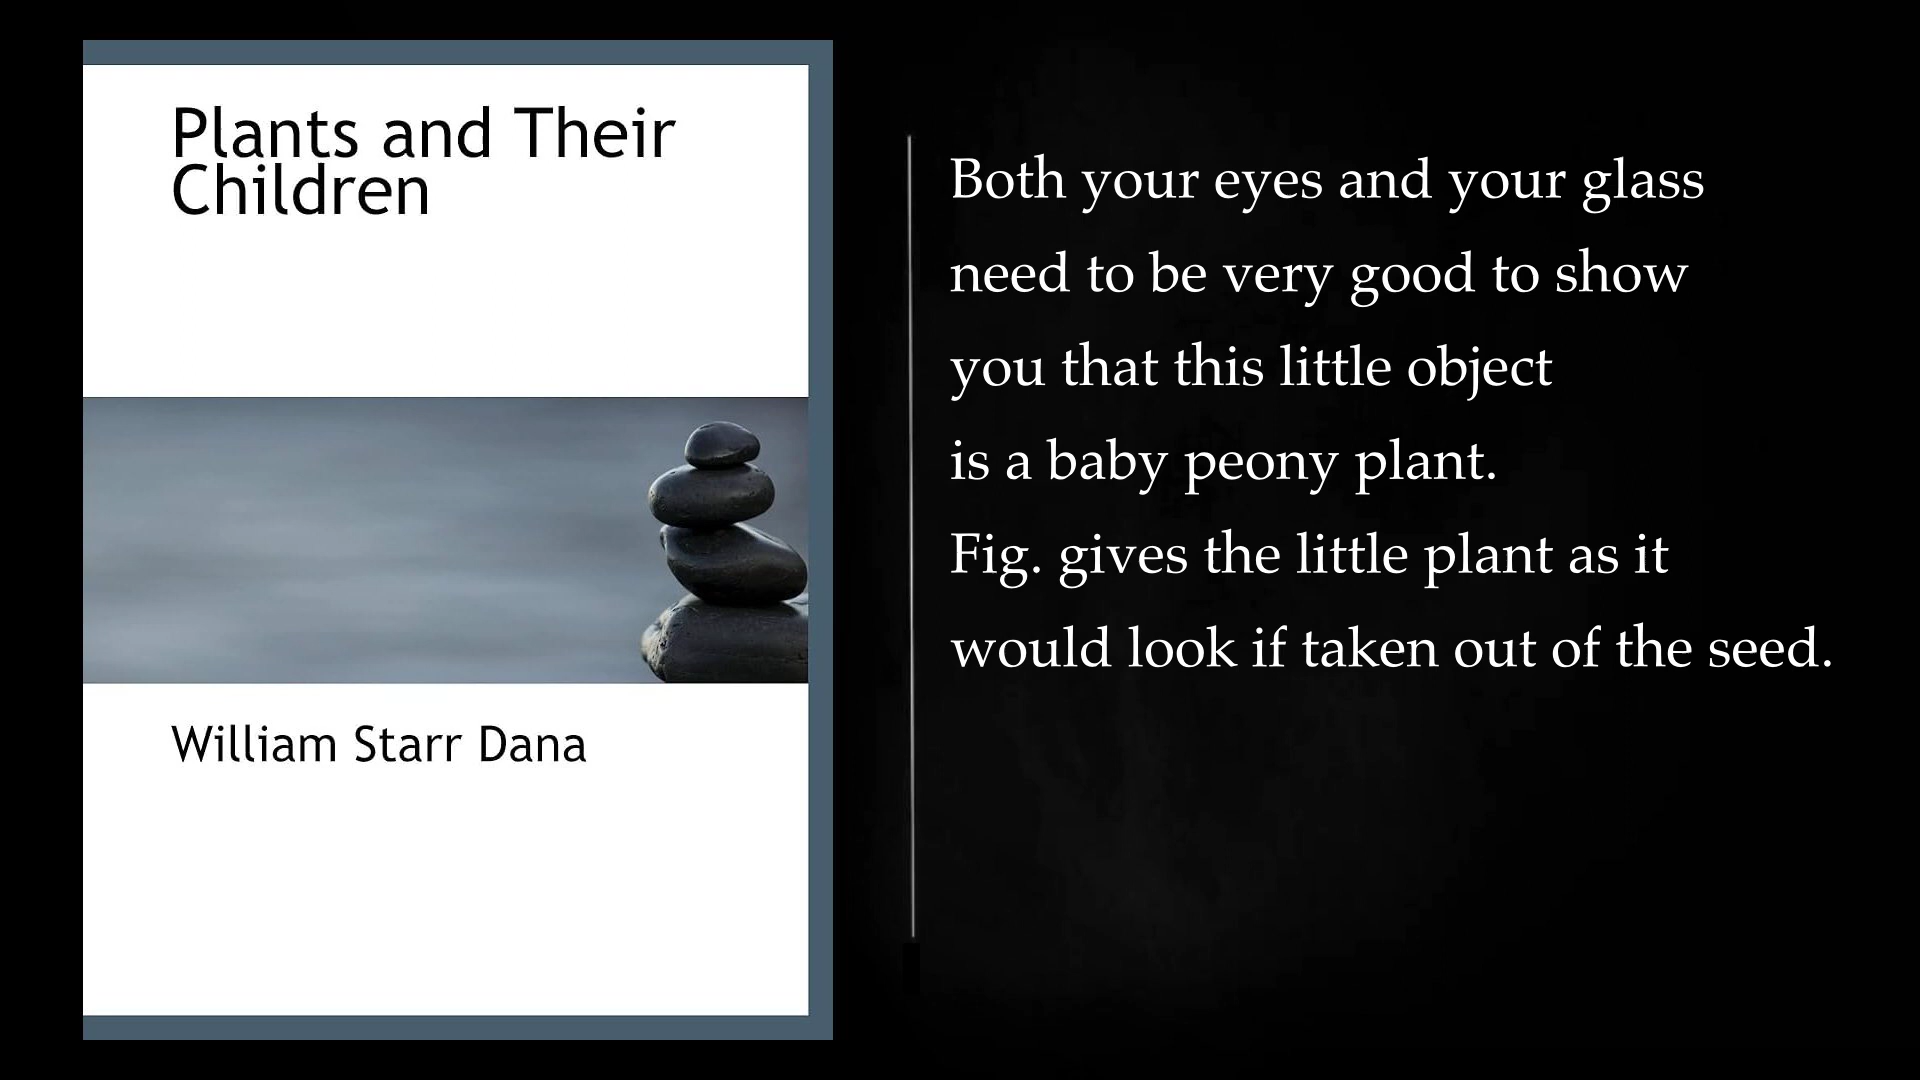 Plants and Their
Children
William Starr Dana
Both your eyes and your glass
need to be very good to show
you that this little object
is a baby peony plant.
Fig. gives the little plant as it
would look if taken out of the seed.